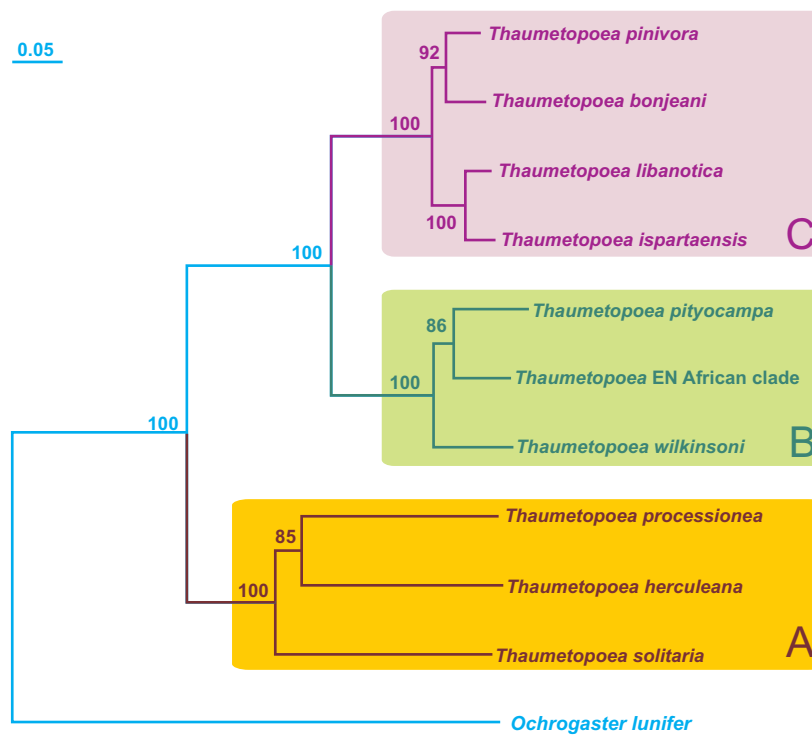 0.05
Thaumetopoea pinivora
92
Thaumetopoea bonjeani
100
Thaumetopoea libotanica
100
Thaumetopoea ispartaensis
C
100
Thaumetopoea pityocampa
86
Thaumetopoea EN African clade
100
Thaumetopoea wilkinsoni
B
100
Thaumetopoea processionea
85
Thaumetopoea herculeana
100
Thaumetopoea solitaria
A
Ochrogaster lunifer